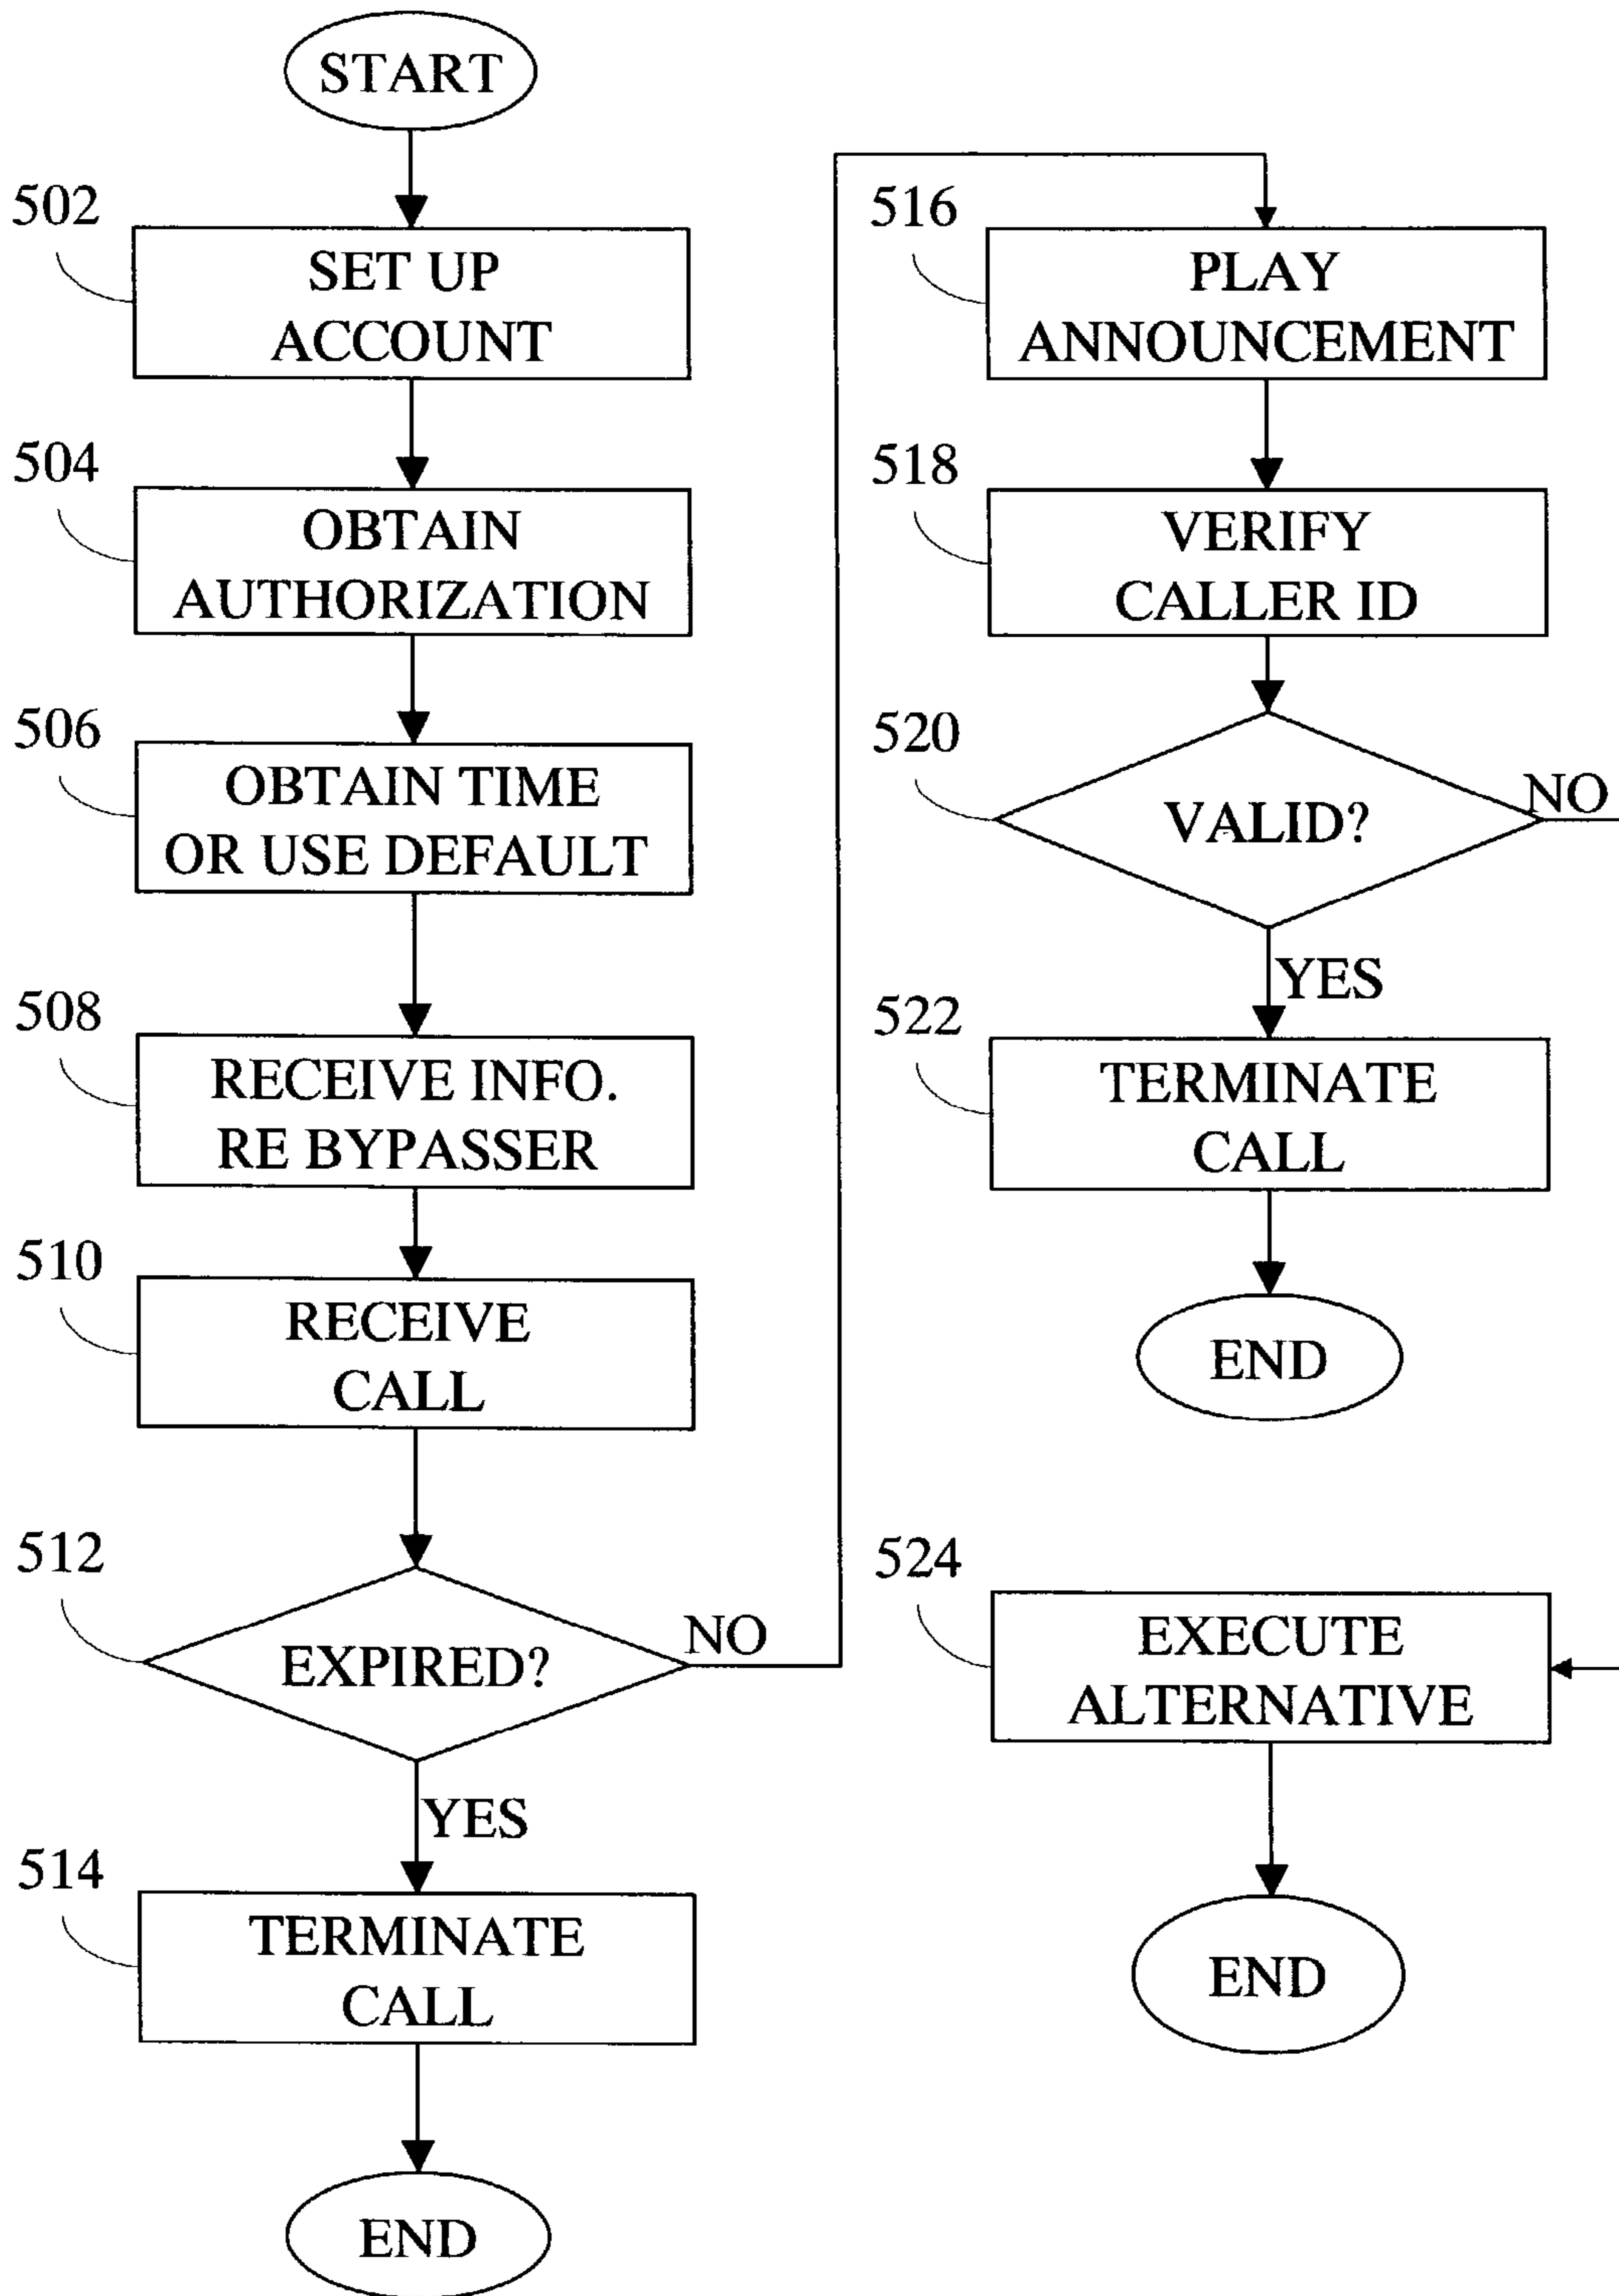 START
502
SET UP
ACCOUNT
504
OBTAIN
AUTHORIZATION
506
OBTAIN TIME
OR USE DEFAULT
508
RECEIVE INFO.
RE BYPASSER
510
RECEIVE
CALL
512
EXPIRED?
NO
YES
514
TERMINATE
CALL
END
516
PLAY
ANNOUNCEMENT
518
VERIFY
CALLER ID
520
VALID?
NO
YES
522
TERMINATE
CALL
END
524
EXECUTE
ALTERNATIVE
END